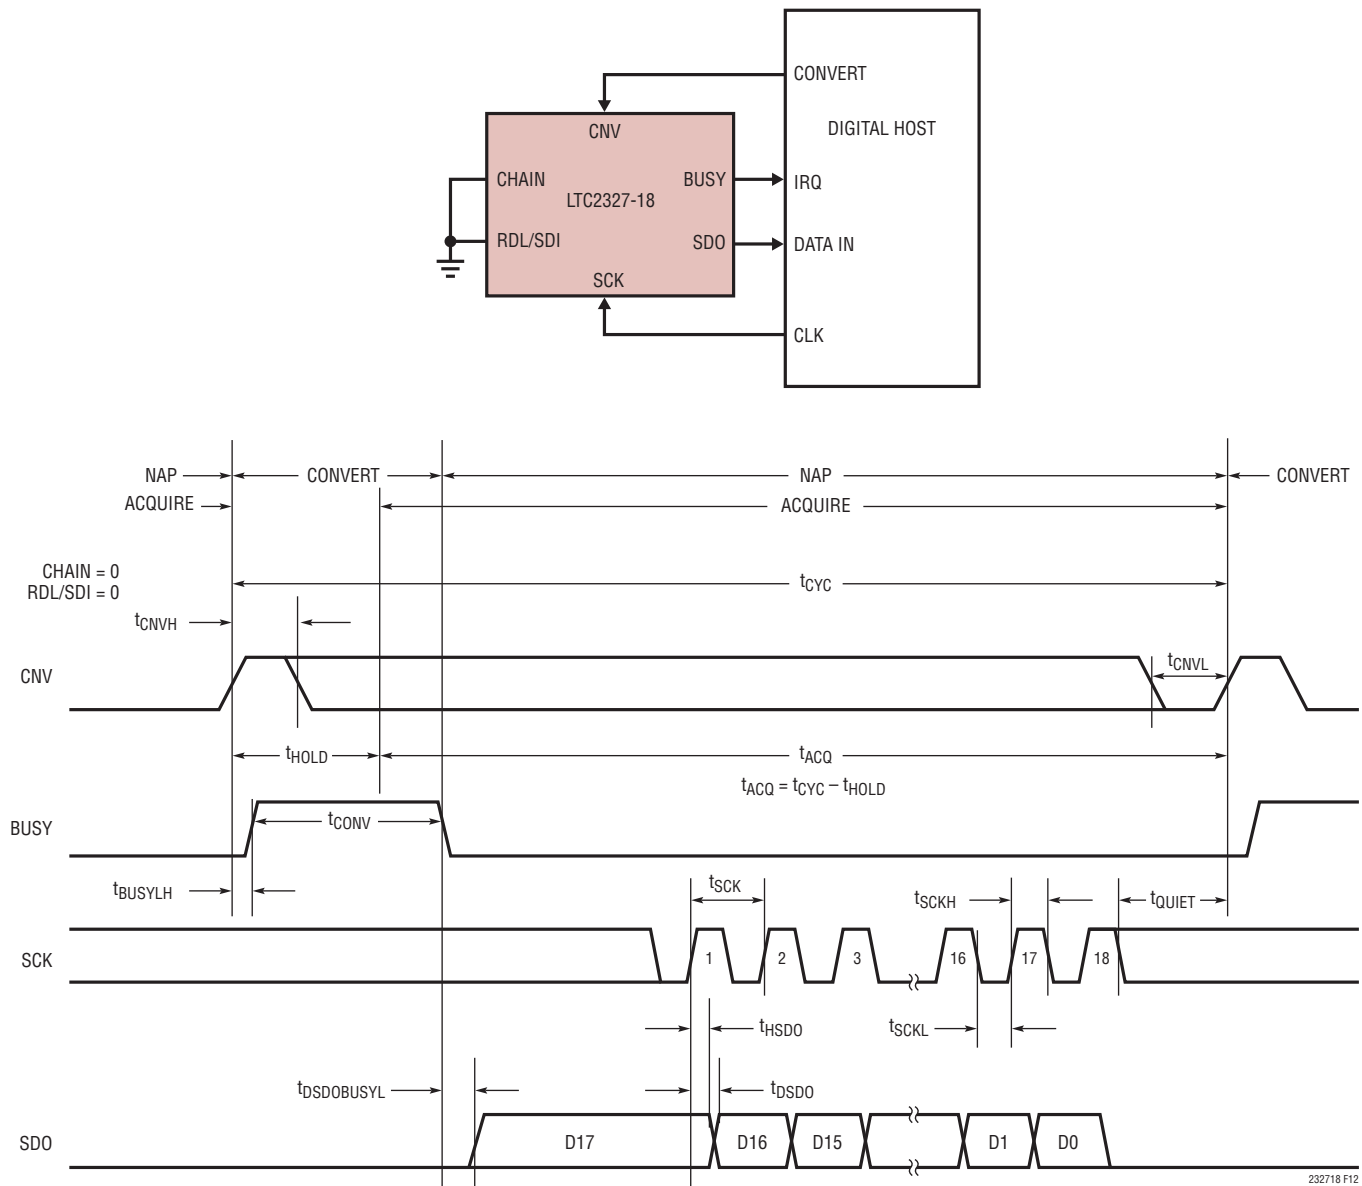 CONVERT
CNV
DIGITAL HOST
CHAIN
BUSY
IRQ
LTC2327-18
RDL/SDI
SDO
DATA IN
SCK
CLK
NAP
CONVERT
NAP
CONVERT
ACQUIRE
ACQUIRE
CHAIN = 0
RDL/SDI = 0
tCYC
tCNVH
CNV
tCNVL
tHOLD
tACQ
tACQ = tCYC – tHOLD
BUSY
tCONV
tBUSYLH
tSCK
tSCKH
tQUIET
SCK
1
2
3
16
17
18
tHSDO
tSCKL
tDSDOBUSYL
tDSDO
SDO
D17
D16
D15
D1
D0
232718 F12